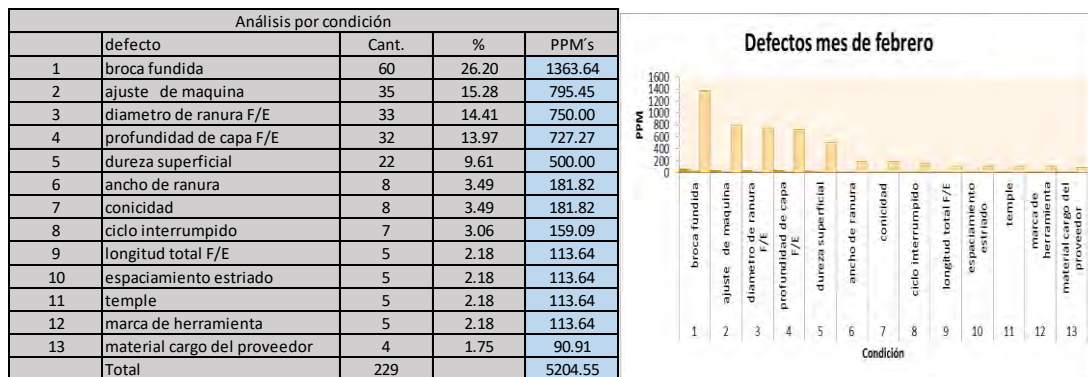 Análisis por condición
defecto Cant. % PPM´s
1 broca fundida 60 26.20 1363.64
2 ajuste de maquina 35 15.28 795.45
3 diametro de ranura F/E 33 14.41 750.00
4 profundidad de capa F/E 32 13.97 727.27
5 dureza superficial 22 9.61 500.00
6 ancho de ranura 8 3.49 181.82
7 conicidad 8 3.49 181.82
8 ciclo interrumpido 7 3.06 159.09
9 longitud total F/E 5 2.18 113.64
10 espaciamiento estriado 5 2.18 113.64
11 temple 5 2.18 113.64
12 marca de herramienta 5 2.18 113.64
13 material cargo del proveedor 4 1.75 90.91
Total 229 5204.55
Defectos mes de febrero
PPM
1600
1400
1200
1000
800
600
400
200
0
broca fundida
ajuste de maquina
diametro de ranura
F/E
profundidad de capa
F/E
dureza superficial
ancho de ranura
conicidad
ciclo interrumpido
longitud total F/E
espaciamiento
estriado
temple
marca de
herramienta
material cargo del
proveedor
1 2 3 4 5 6 7 8 9 10 11 12 13
Condición